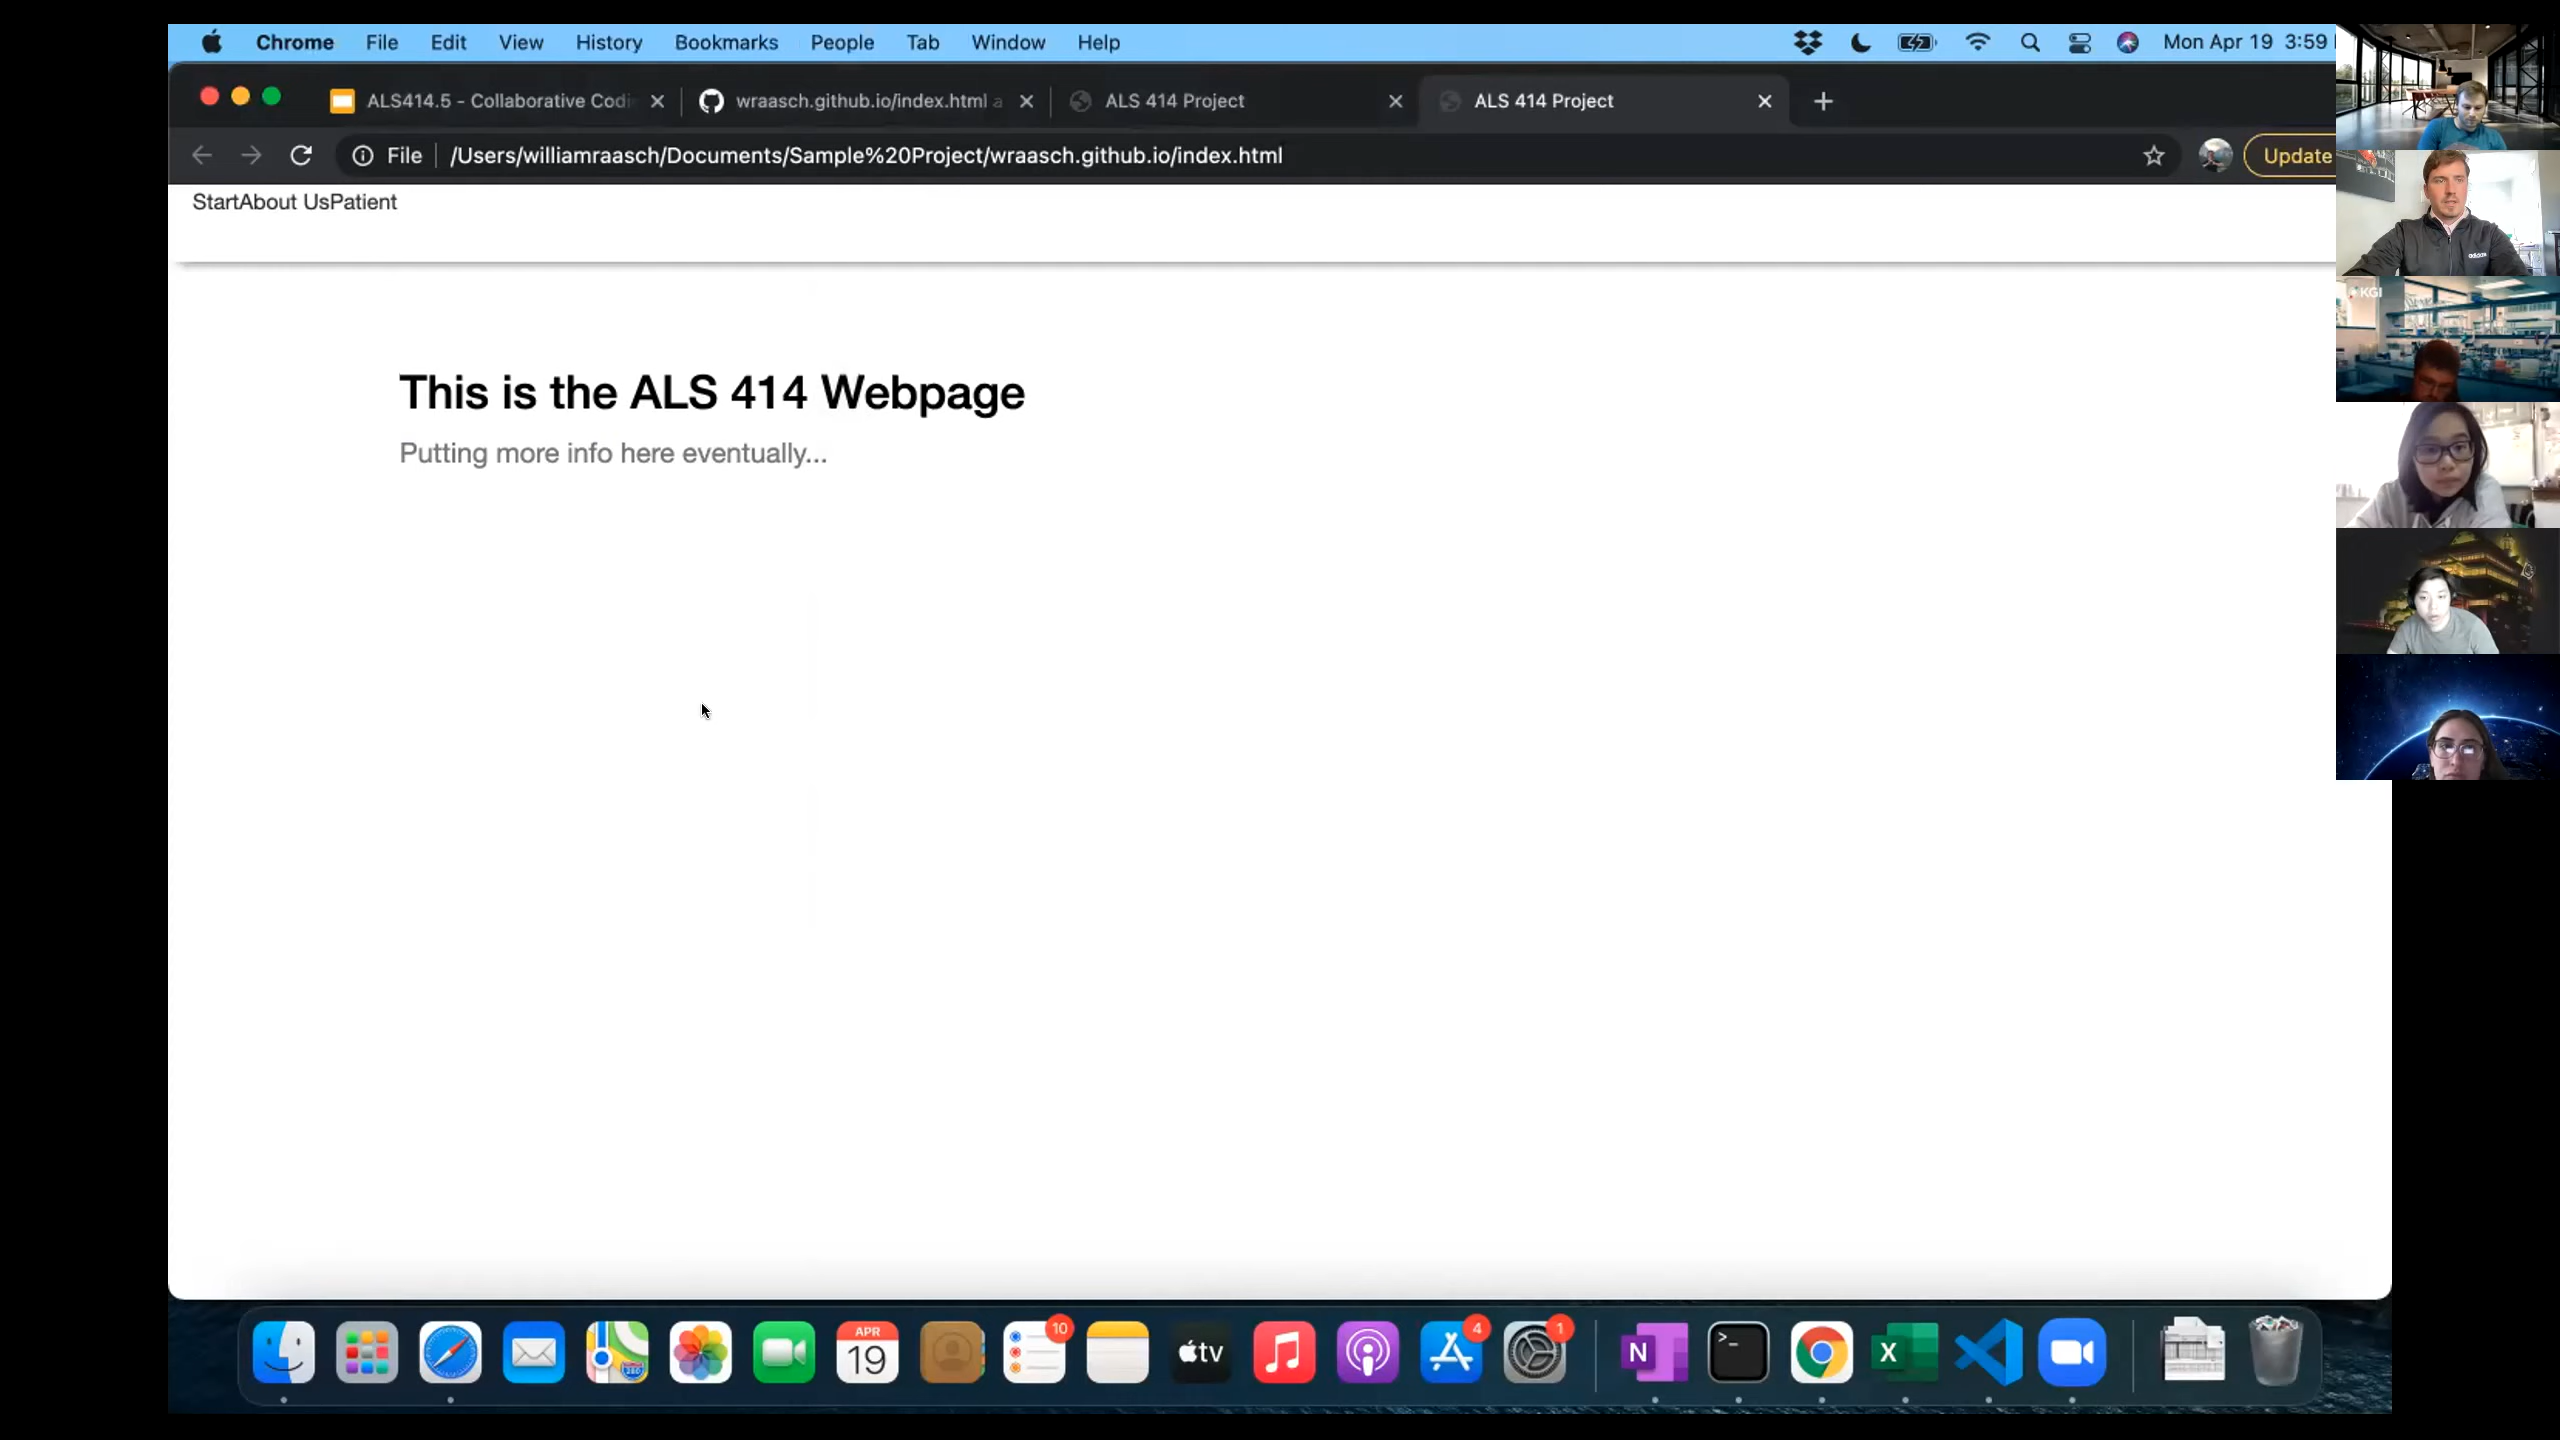 Chrome File Edit View History Bookmarks People Tab Window Help
Mon Apr 19 3:59
ALS414.5 - Collaborative Codi
wraasch.github.io/index.html a
ALS 414 Project
ALS 414 Project
File
/Users/williamraasch/Documents/Sample%20Project/wraasch.github.io/index.html
Update
StartAbout UsPatient
This is the ALS 414 Webpage
Putting more info here eventually...
adidas
KGI
APR
19
280
10
tv
4
1
N
>_
X